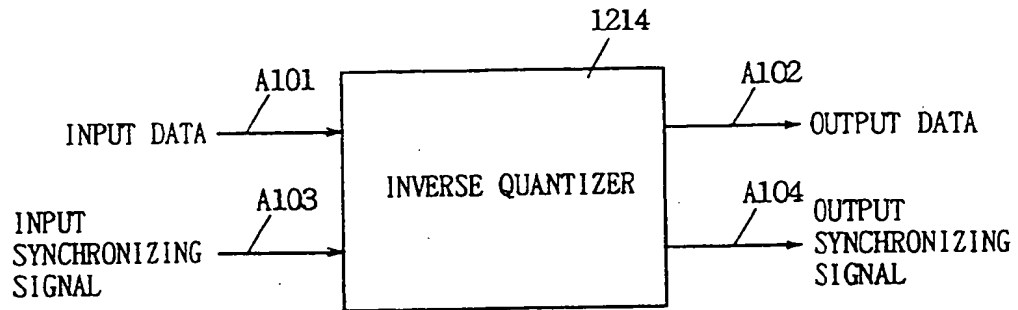 1214
A101
A102
INPUT DATA
OUTPUT DATA
INVERSE QUANTIZER
A103
A104
INPUT
SYNCHRONIZING
SIGNAL
OUTPUT
SYNCHRONIZING
SIGNAL